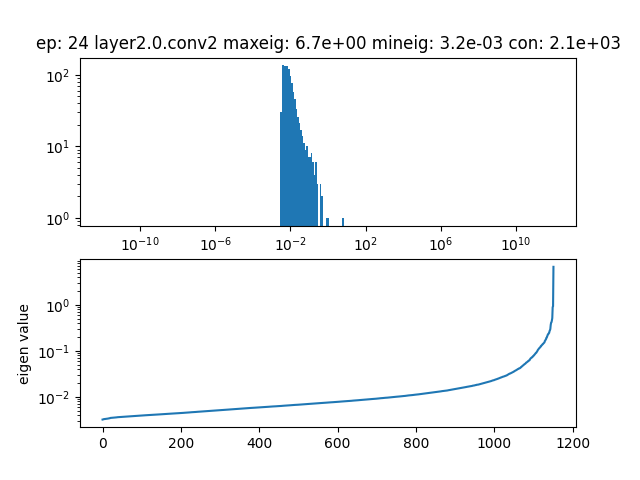 ep: 24 layer2.0.conv2 maxeig: 6.7e+00 mineig: 3.2e-03 con: 2.1e+03
10²
10¹
10⁰
10⁻¹⁰ 10⁻⁶ 10⁻² 10² 10⁶ 10¹⁰
eigen value
10⁰
10⁻¹
10⁻²
0 200 400 600 800 1000 1200